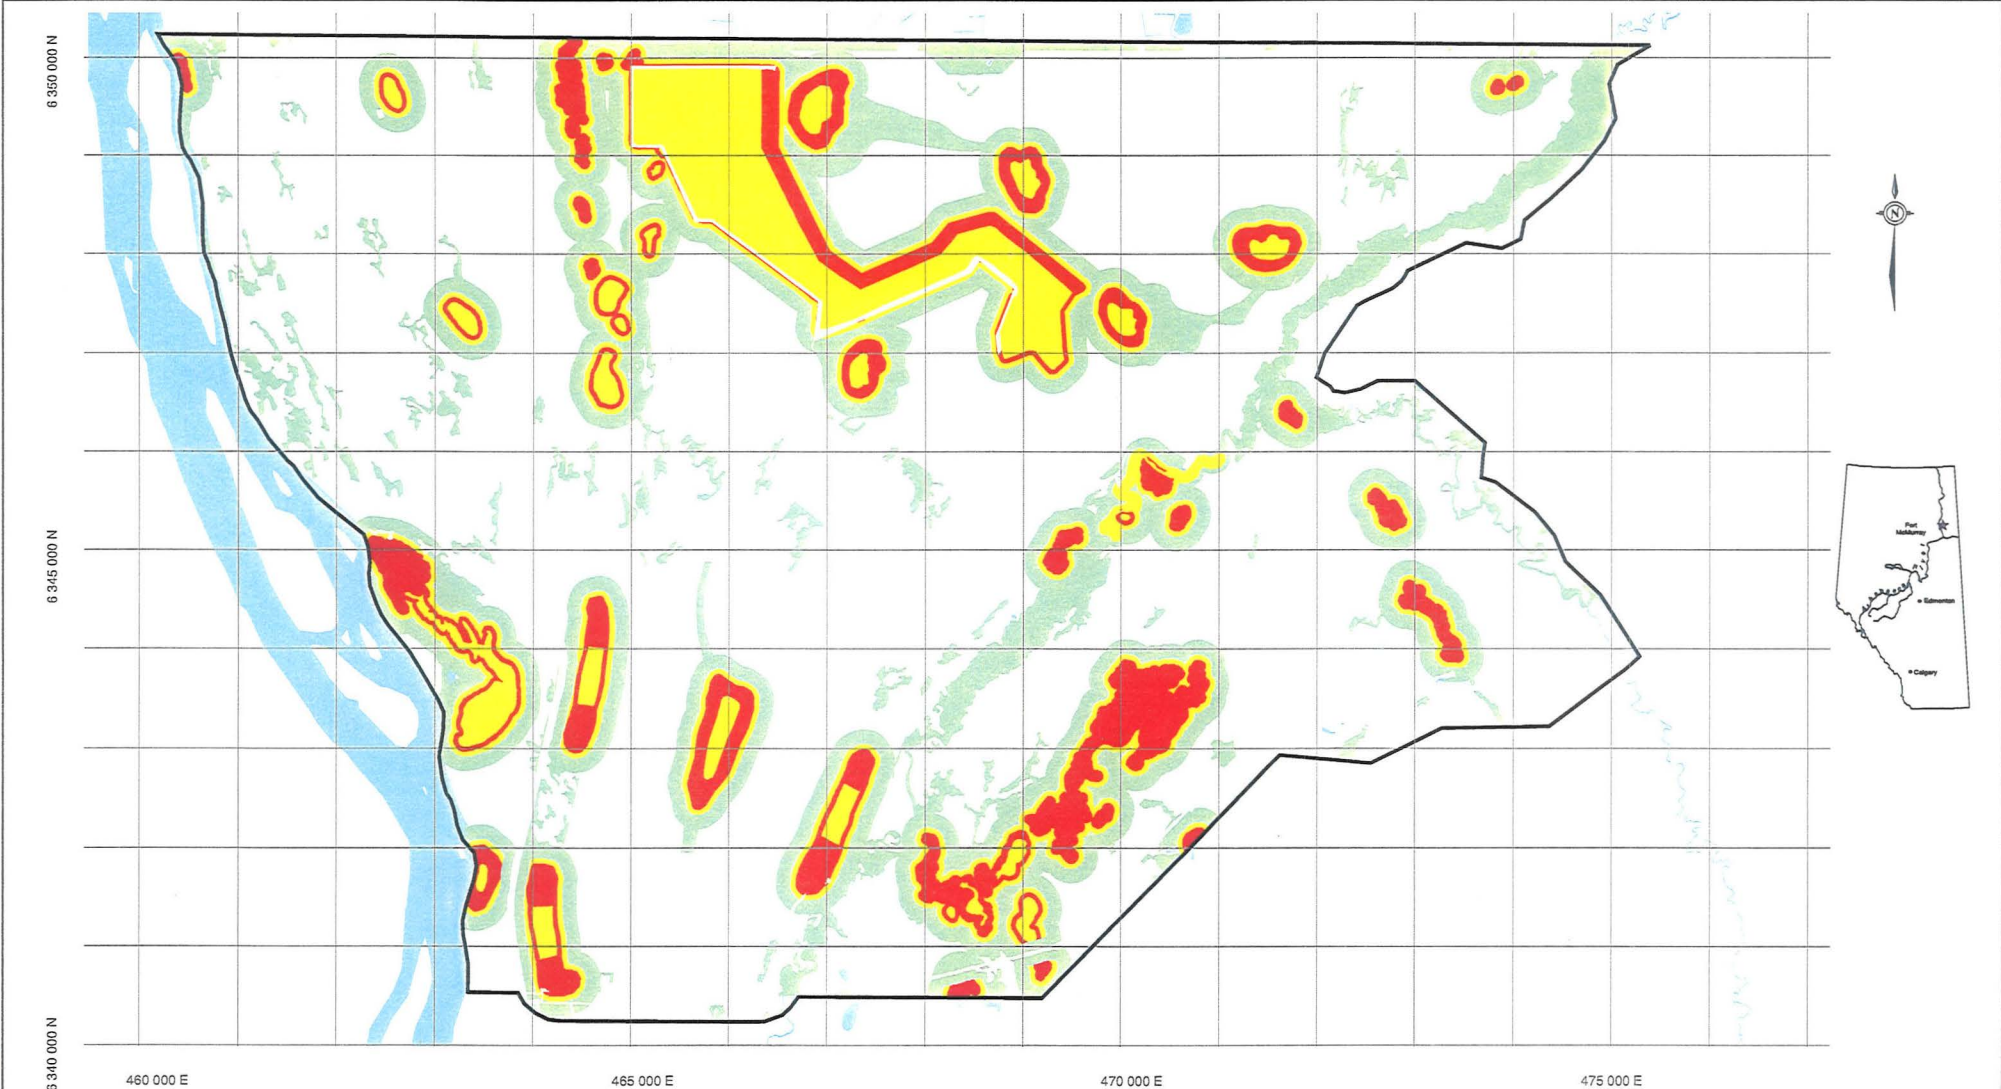 6 350 000 N
N
Fort
McMurray
6 345 000 N
Edmonton
Calgary
6 340 000 N
460 000 E
465 000 E
470 000 E
475 000 E